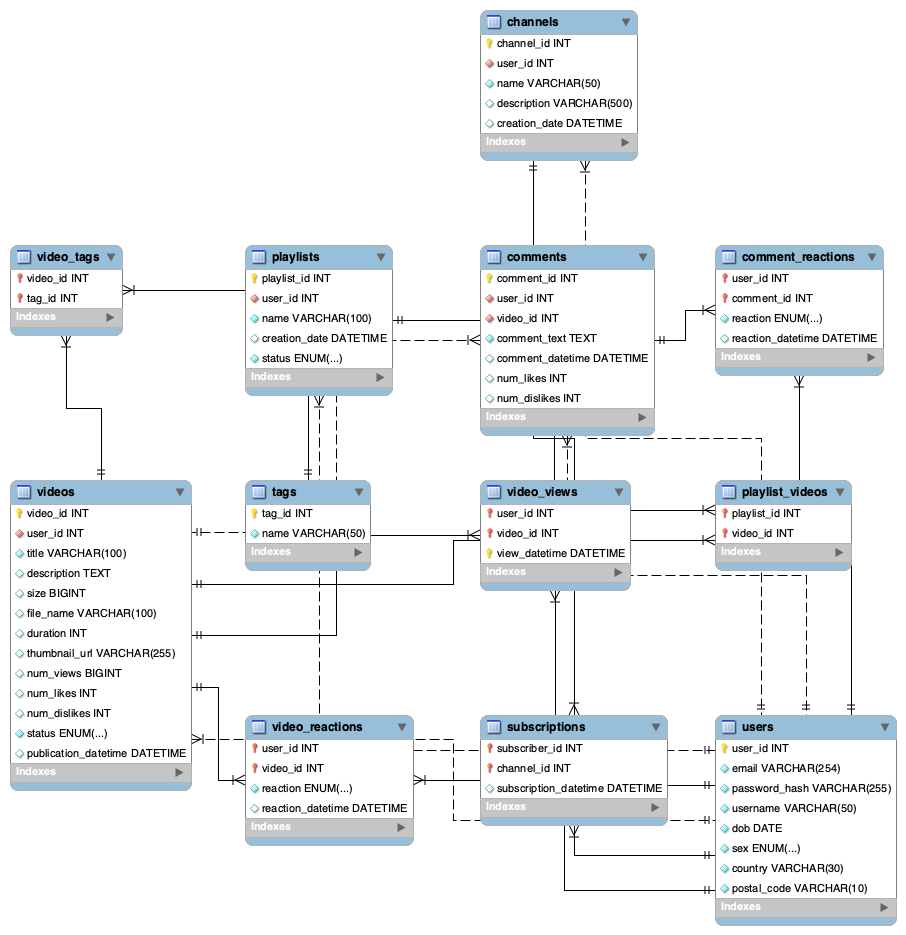 channels
channel_id INT
user_id INT
name VARCHAR(50)
description VARCHAR(500)
creation_date DATETIME
Indexes
video_tags
video_id INT
tag_id INT
Indexes
playlists
playlist_id INT
user_id INT
name VARCHAR(100)
creation_date DATETIME
status ENUM(...)
Indexes
comments
comment_id INT
user_id INT
video_id INT
comment_text TEXT
comment_datetime DATETIME
num_likes INT
num_dislikes INT
Indexes
comment_reactions
user_id INT
comment_id INT
reaction ENUM(...)
reaction_datetime DATETIME
Indexes
videos
video_id INT
user_id INT
title VARCHAR(100)
description TEXT
size BIGINT
file_name VARCHAR(100)
duration INT
thumbnail_url VARCHAR(255)
num_views BIGINT
num_likes INT
num_dislikes INT
status ENUM(...)
publication_datetime DATETIME
Indexes
tags
tag_id INT
name VARCHAR(50)
Indexes
video_views
user_id INT
video_id INT
view_datetime DATETIME
Indexes
playlist_videos
playlist_id INT
video_id INT
Indexes
video_reactions
user_id INT
video_id INT
reaction ENUM(...)
reaction_datetime DATETIME
Indexes
subscriptions
subscriber_id INT
channel_id INT
subscription_datetime DATETIME
Indexes
users
user_id INT
email VARCHAR(254)
password_hash VARCHAR(255)
username VARCHAR(50)
dob DATE
sex ENUM(...)
country VARCHAR(30)
postal_code VARCHAR(10)
Indexes